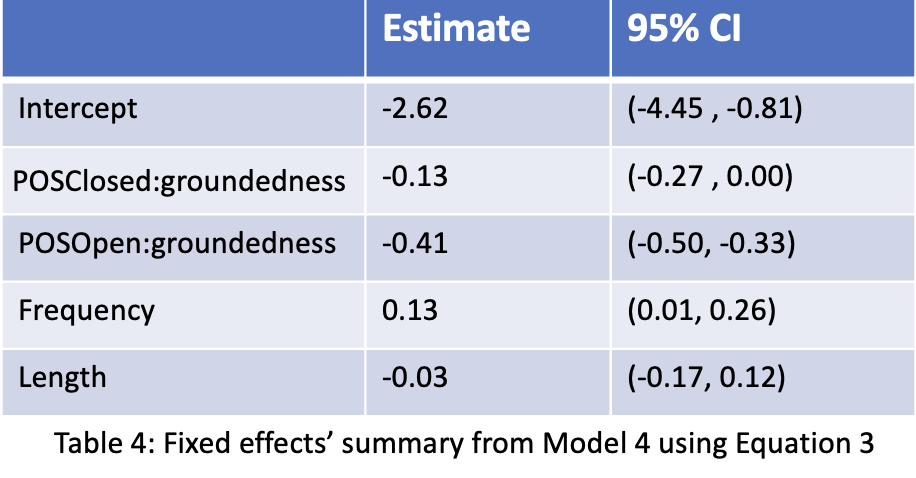 Estimate 95% CI
Intercept -2.62 (-4.45 , -0.81)
POSClosed:groundedness -0.13 (-0.27 , 0.00)
POSOpen:groundedness -0.41 (-0.50, -0.33)
Frequency 0.13 (0.01, 0.26)
Length -0.03 (-0.17, 0.12)
Table 4: Fixed effects’ summary from Model 4 using Equation 3